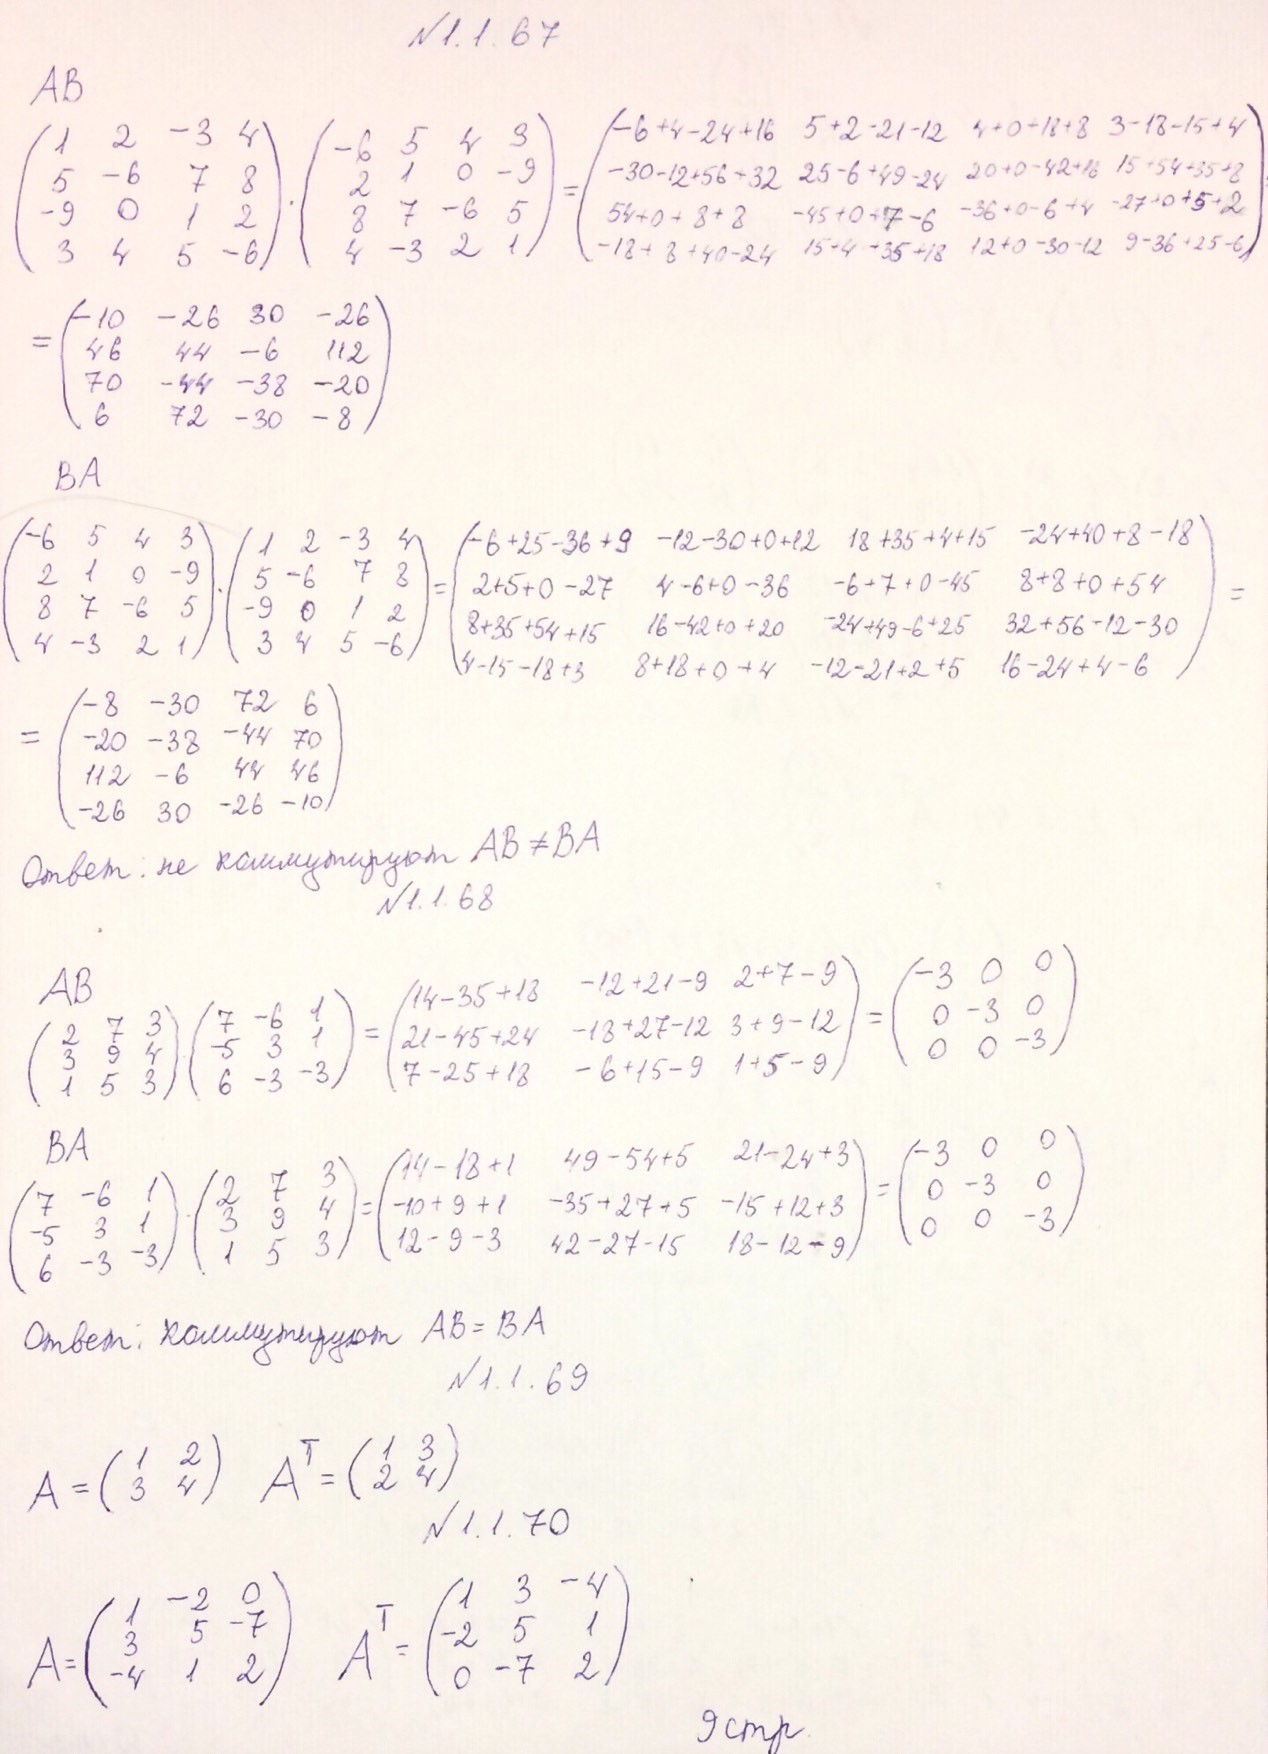 №1.1.67
AB
(1 2 -3 4; 5 -6 7 8; -9 0 1 2; 3 4 5 -6) · (-6 5 4 3; 2 1 0 -9; 8 7 -6 5; 4 -3 2 1) = (-6+4-24+16 5+2-21-12 4+0+18+8 3-18-15+4; -30-12+56+32 25-6+49-24 20+0-42+16 15+54+35+8; 54+0+8+8 -45+0+7-6 -36+0-6+4 -27+0+5+2; -18+8+40-24 15+4+35+18 12+0-30-12 9-36+25-6) =
= (-10 -26 30 -26; 46 44 -6 112; 70 -44 -38 -20; 6 72 -30 -8)
BA
(-6 5 4 3; 2 1 0 -9; 8 7 -6 5; 4 -3 2 1) · (1 2 -3 4; 5 -6 7 8; -9 0 1 2; 3 4 5 -6) = (-6+25-36+9 -12-30+0+12 18+35+4+15 -24+40+8-18; 2+5+0-27 4-6+0-36 -6+7+0-45 8+8+0+54; 8+35+54+15 16-42+0+20 -24+49-6+25 32+56-12-30; 4-15-18+3 8+18+0+4 -12-21+2+5 16-24+4-6) =
= (-8 -30 72 6; -20 -38 -44 70; 112 -6 44 46; -26 30 -26 -10)
Ответ: не коммутируют AB≠BA
№1.1.68
AB
(2 7 3; 3 9 4; 1 5 3) · (7 -6 1; -5 3 1; 6 -3 -3) = (14-35+18 -12+21-9 2+7-9; 21-45+24 -18+27-12 3+9-12; 7-25+18 -6+15-9 1+5-9) = (-3 0 0; 0 -3 0; 0 0 -3)
BA
(7 -6 1; -5 3 1; 6 -3 -3) · (2 7 3; 3 9 4; 1 5 3) = (14-18+1 49-54+5 21-24+3; -10+9+1 -35+27+5 -15+12+3; 12-9-3 42-27-15 18-12-9) = (-3 0 0; 0 -3 0; 0 0 -3)
Ответ: коммутируют AB=BA
№1.1.69
A = (1 2; 3 4) A^T = (1 3; 2 4)
№1.1.70
A = (1 -2 0; 3 5 -7; -4 1 2) A^T = (1 3 -4; -2 5 1; 0 -7 2)
9стр.